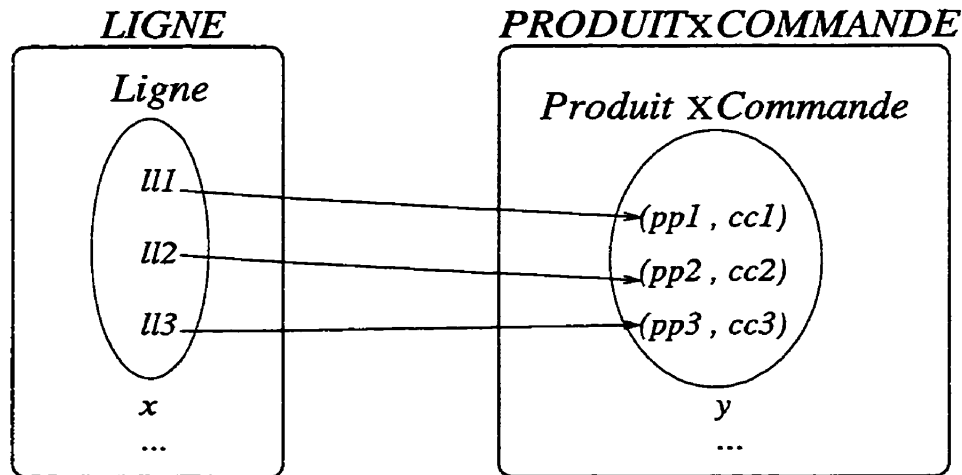 LIGNE
Ligne
ll1
ll2
ll3
x
...
PRODUITXCOMMANDE
Produit XCommande
(pp1 , cc1)
(pp2 , cc2)
(pp3 , cc3)
y
...